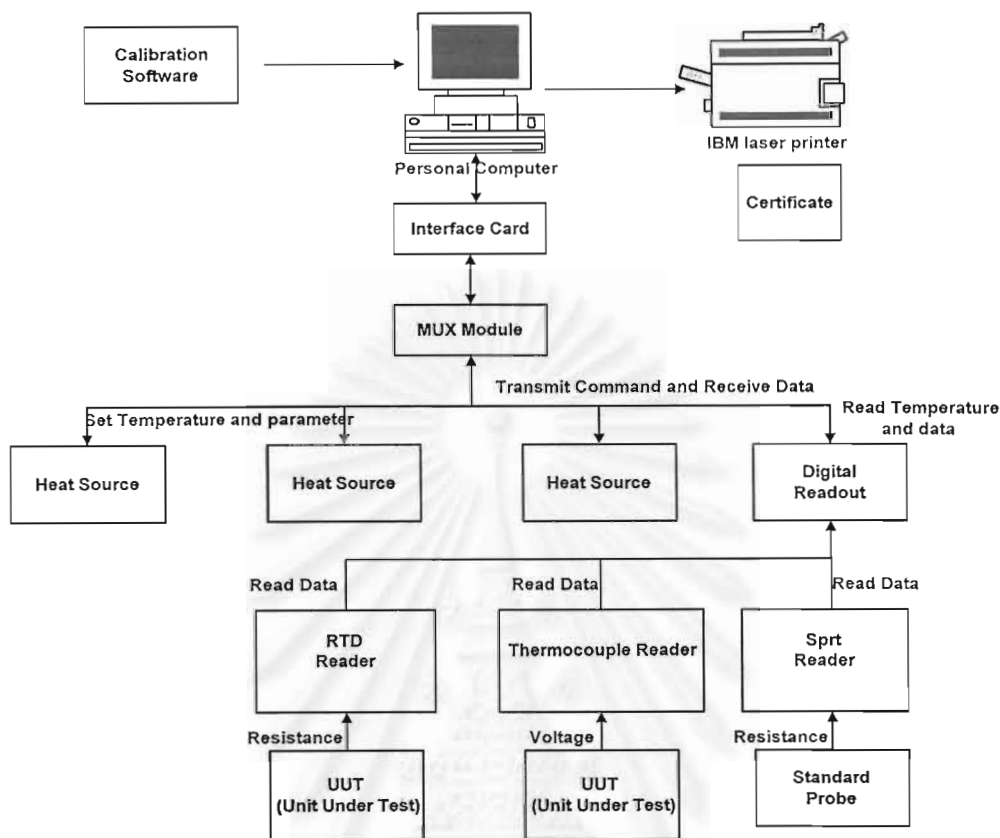 Calibration
Software
IBM laser printer
Personal Computer
Certificate
Interface Card
MUX Module
Transmit Command and Receive Data
Set Temperature and parameter
Read Temperature
and data
Heat Source
Heat Source
Heat Source
Digital
Readout
Read Data
Read Data
Read Data
RTD
Reader
Thermocouple Reader
Sprt
Reader
Resistance
Voltage
Resistance
UUT
(Unit Under Test)
UUT
(Unit Under Test)
Standard
Probe